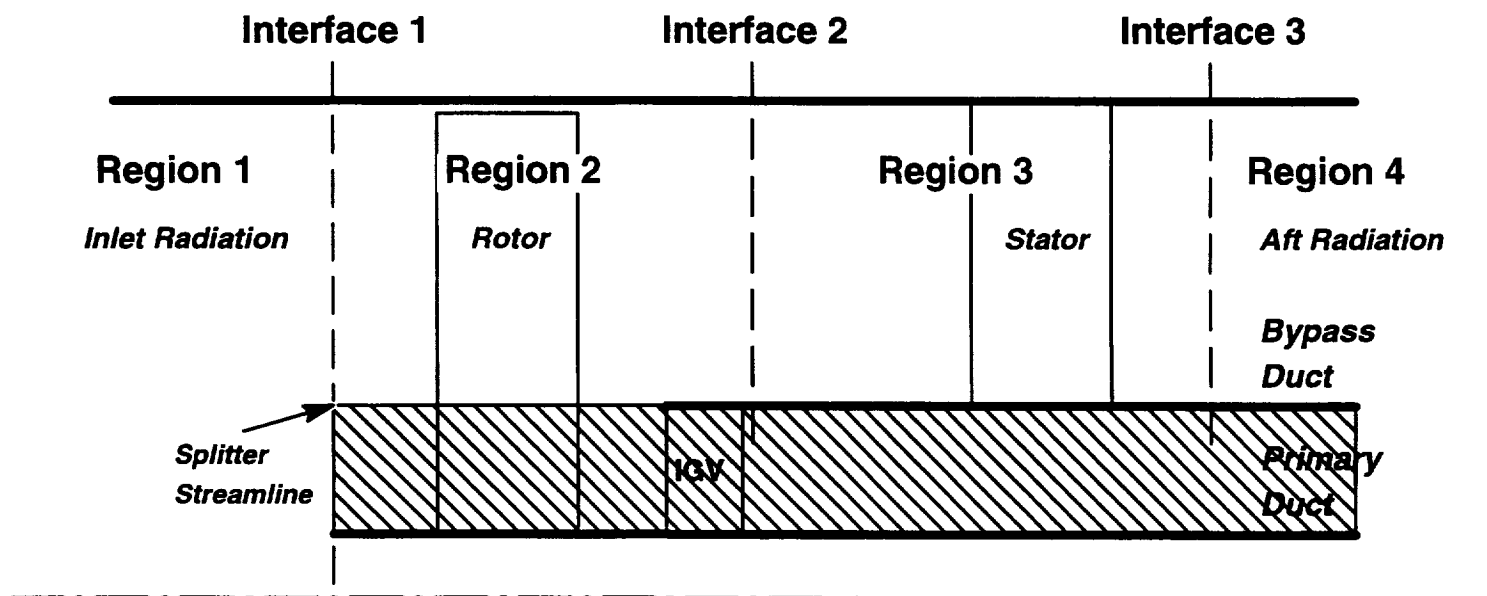 Interface 1
Interface 2
Interface 3
Region 1
Region 2
Region 3
Region 4
Inlet Radiation
Rotor
Stator
Aft Radiation
Bypass
Duct
Splitter
Streamline
IGV
Primary
Duct